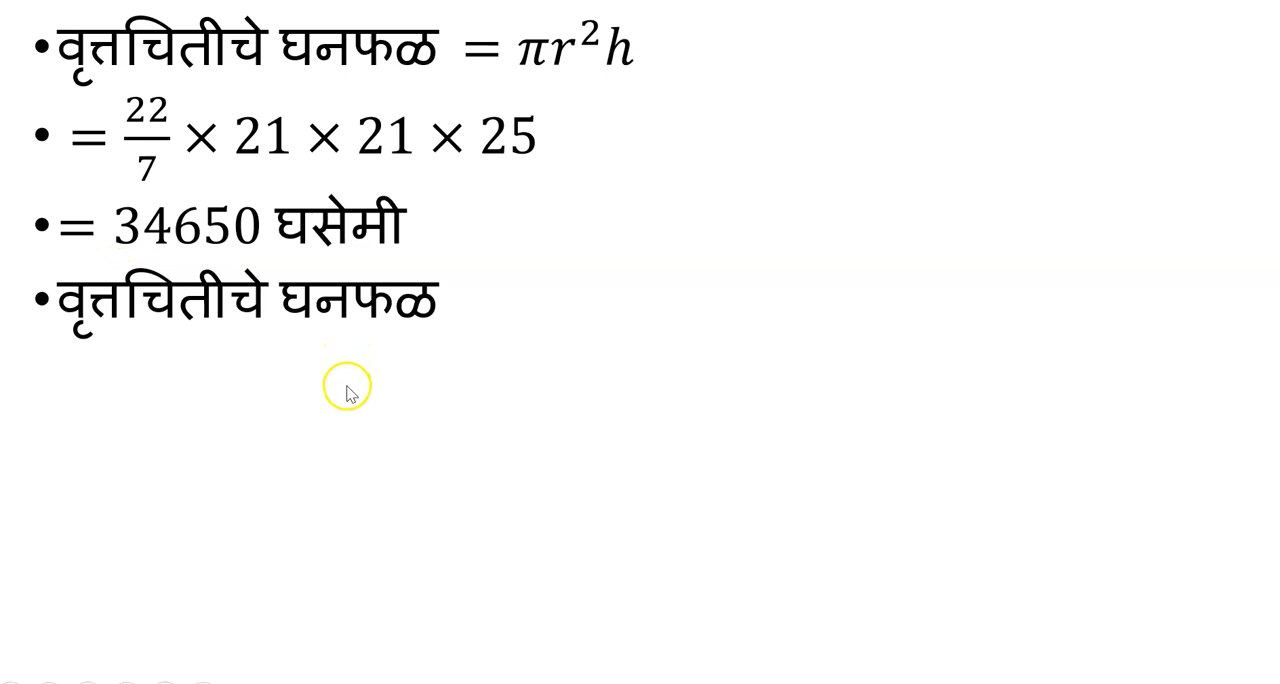 •वृत्तचितीचे घनफळ = πr²h
• = 22/7 × 21 × 21 × 25
•= 34650 घसेमी
•वृत्तचितीचे घनफळ